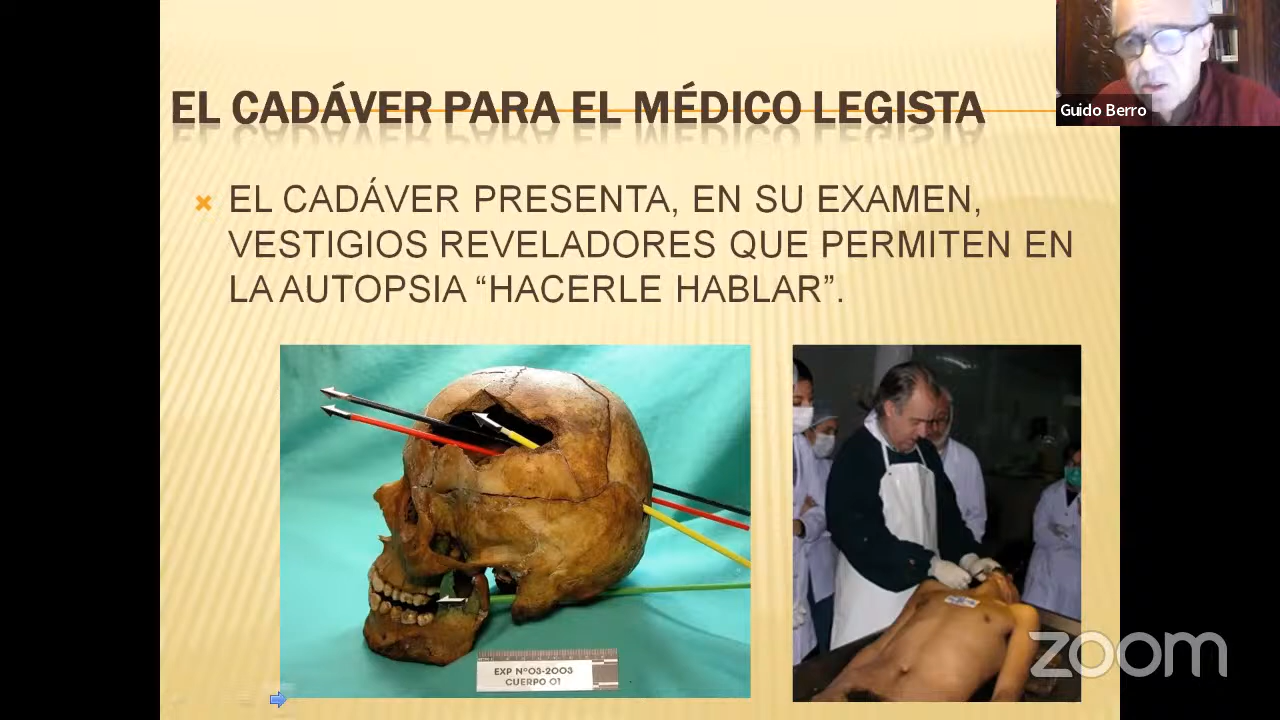 Guido Berro
EL CADÁVER PARA EL MÉDICO LEGISTA
EL CADÁVER PRESENTA, EN SU EXAMEN,
VESTIGIOS REVELADORES QUE PERMITEN EN
LA AUTOPSIA “HACERLE HABLAR”.
EXP Nº03-2003
CUERPO 01
zoom